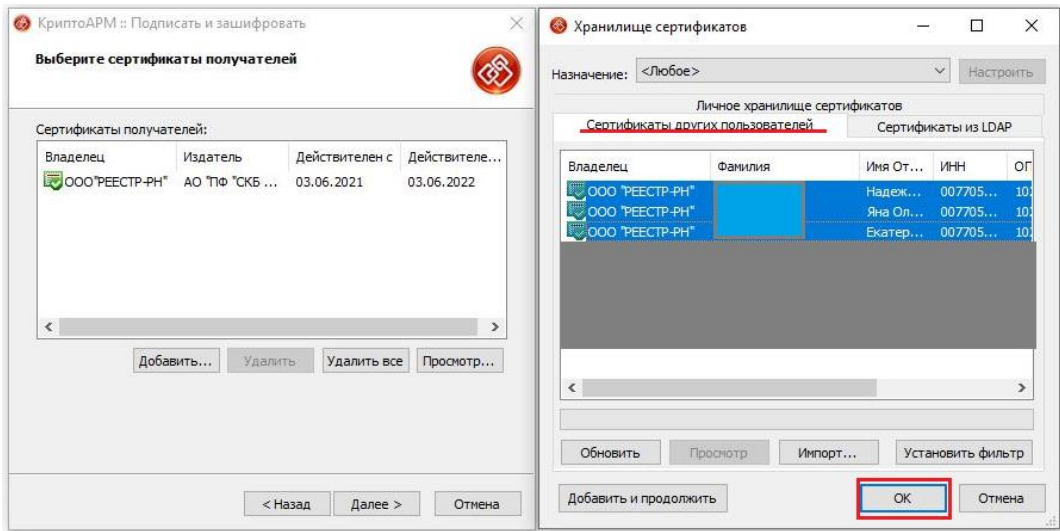 КриптоАРМ :: Подписать и зашифровать
Выберите сертификаты получателей
Сертификаты получателей:
Владелец Издатель Действителен с Действителе...
ООО"РЕЕСТР-РН" АО "ПФ "СКБ ... 03.06.2021 03.06.2022
Добавить... Удалить Удалить все Просмотр...
< Назад Далее > Отмена
Хранилище сертификатов
Назначение: <Любое> Настроить
Личное хранилище сертификатов
Сертификаты других пользователей Сертификаты из LDAP
Владелец Фамилия Имя От... ИНН ОГ
ООО "РЕЕСТР-РН" Надеж... 007705... 102
ООО "РЕЕСТР-РН" Яна Ол... 007705... 102
ООО "РЕЕСТР-РН" Екатер... 007705... 102
Обновить Просмотр Импорт... Установить фильтр
Добавить и продолжить ОК Отмена